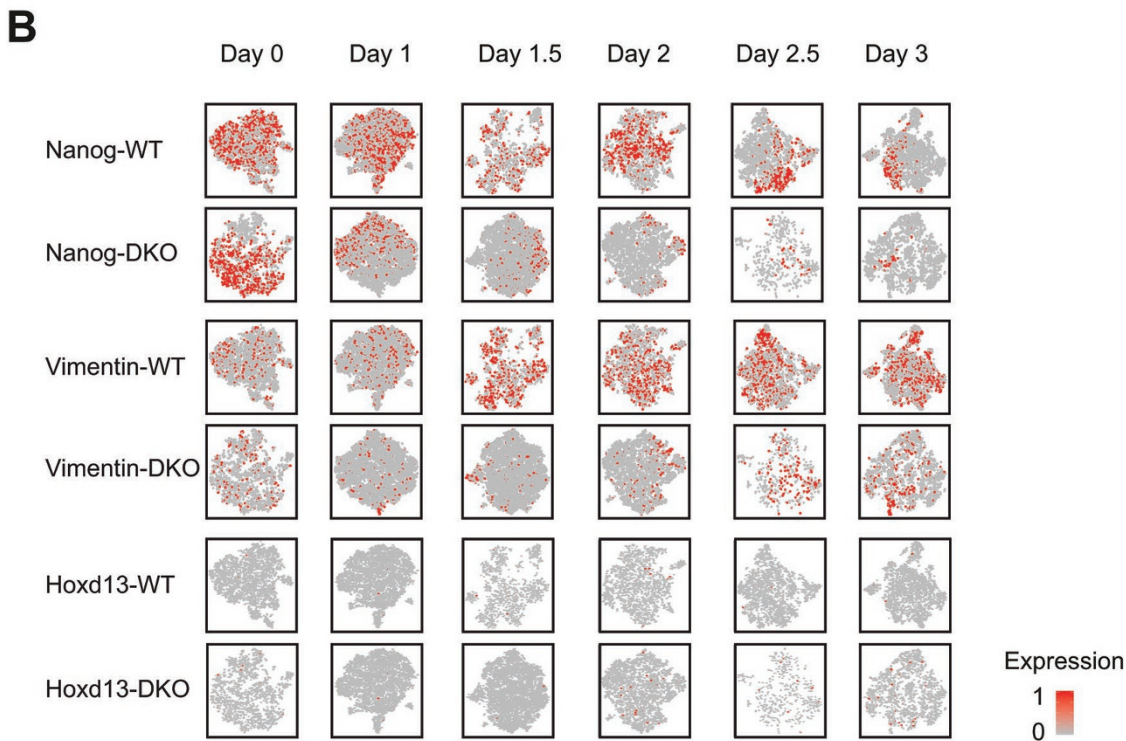 B
Day 0 Day 1 Day 1.5 Day 2 Day 2.5 Day 3
Nanog-WT
Nanog-DKO
Vimentin-WT
Vimentin-DKO
Hoxd13-WT
Hoxd13-DKO
Expression
1
0